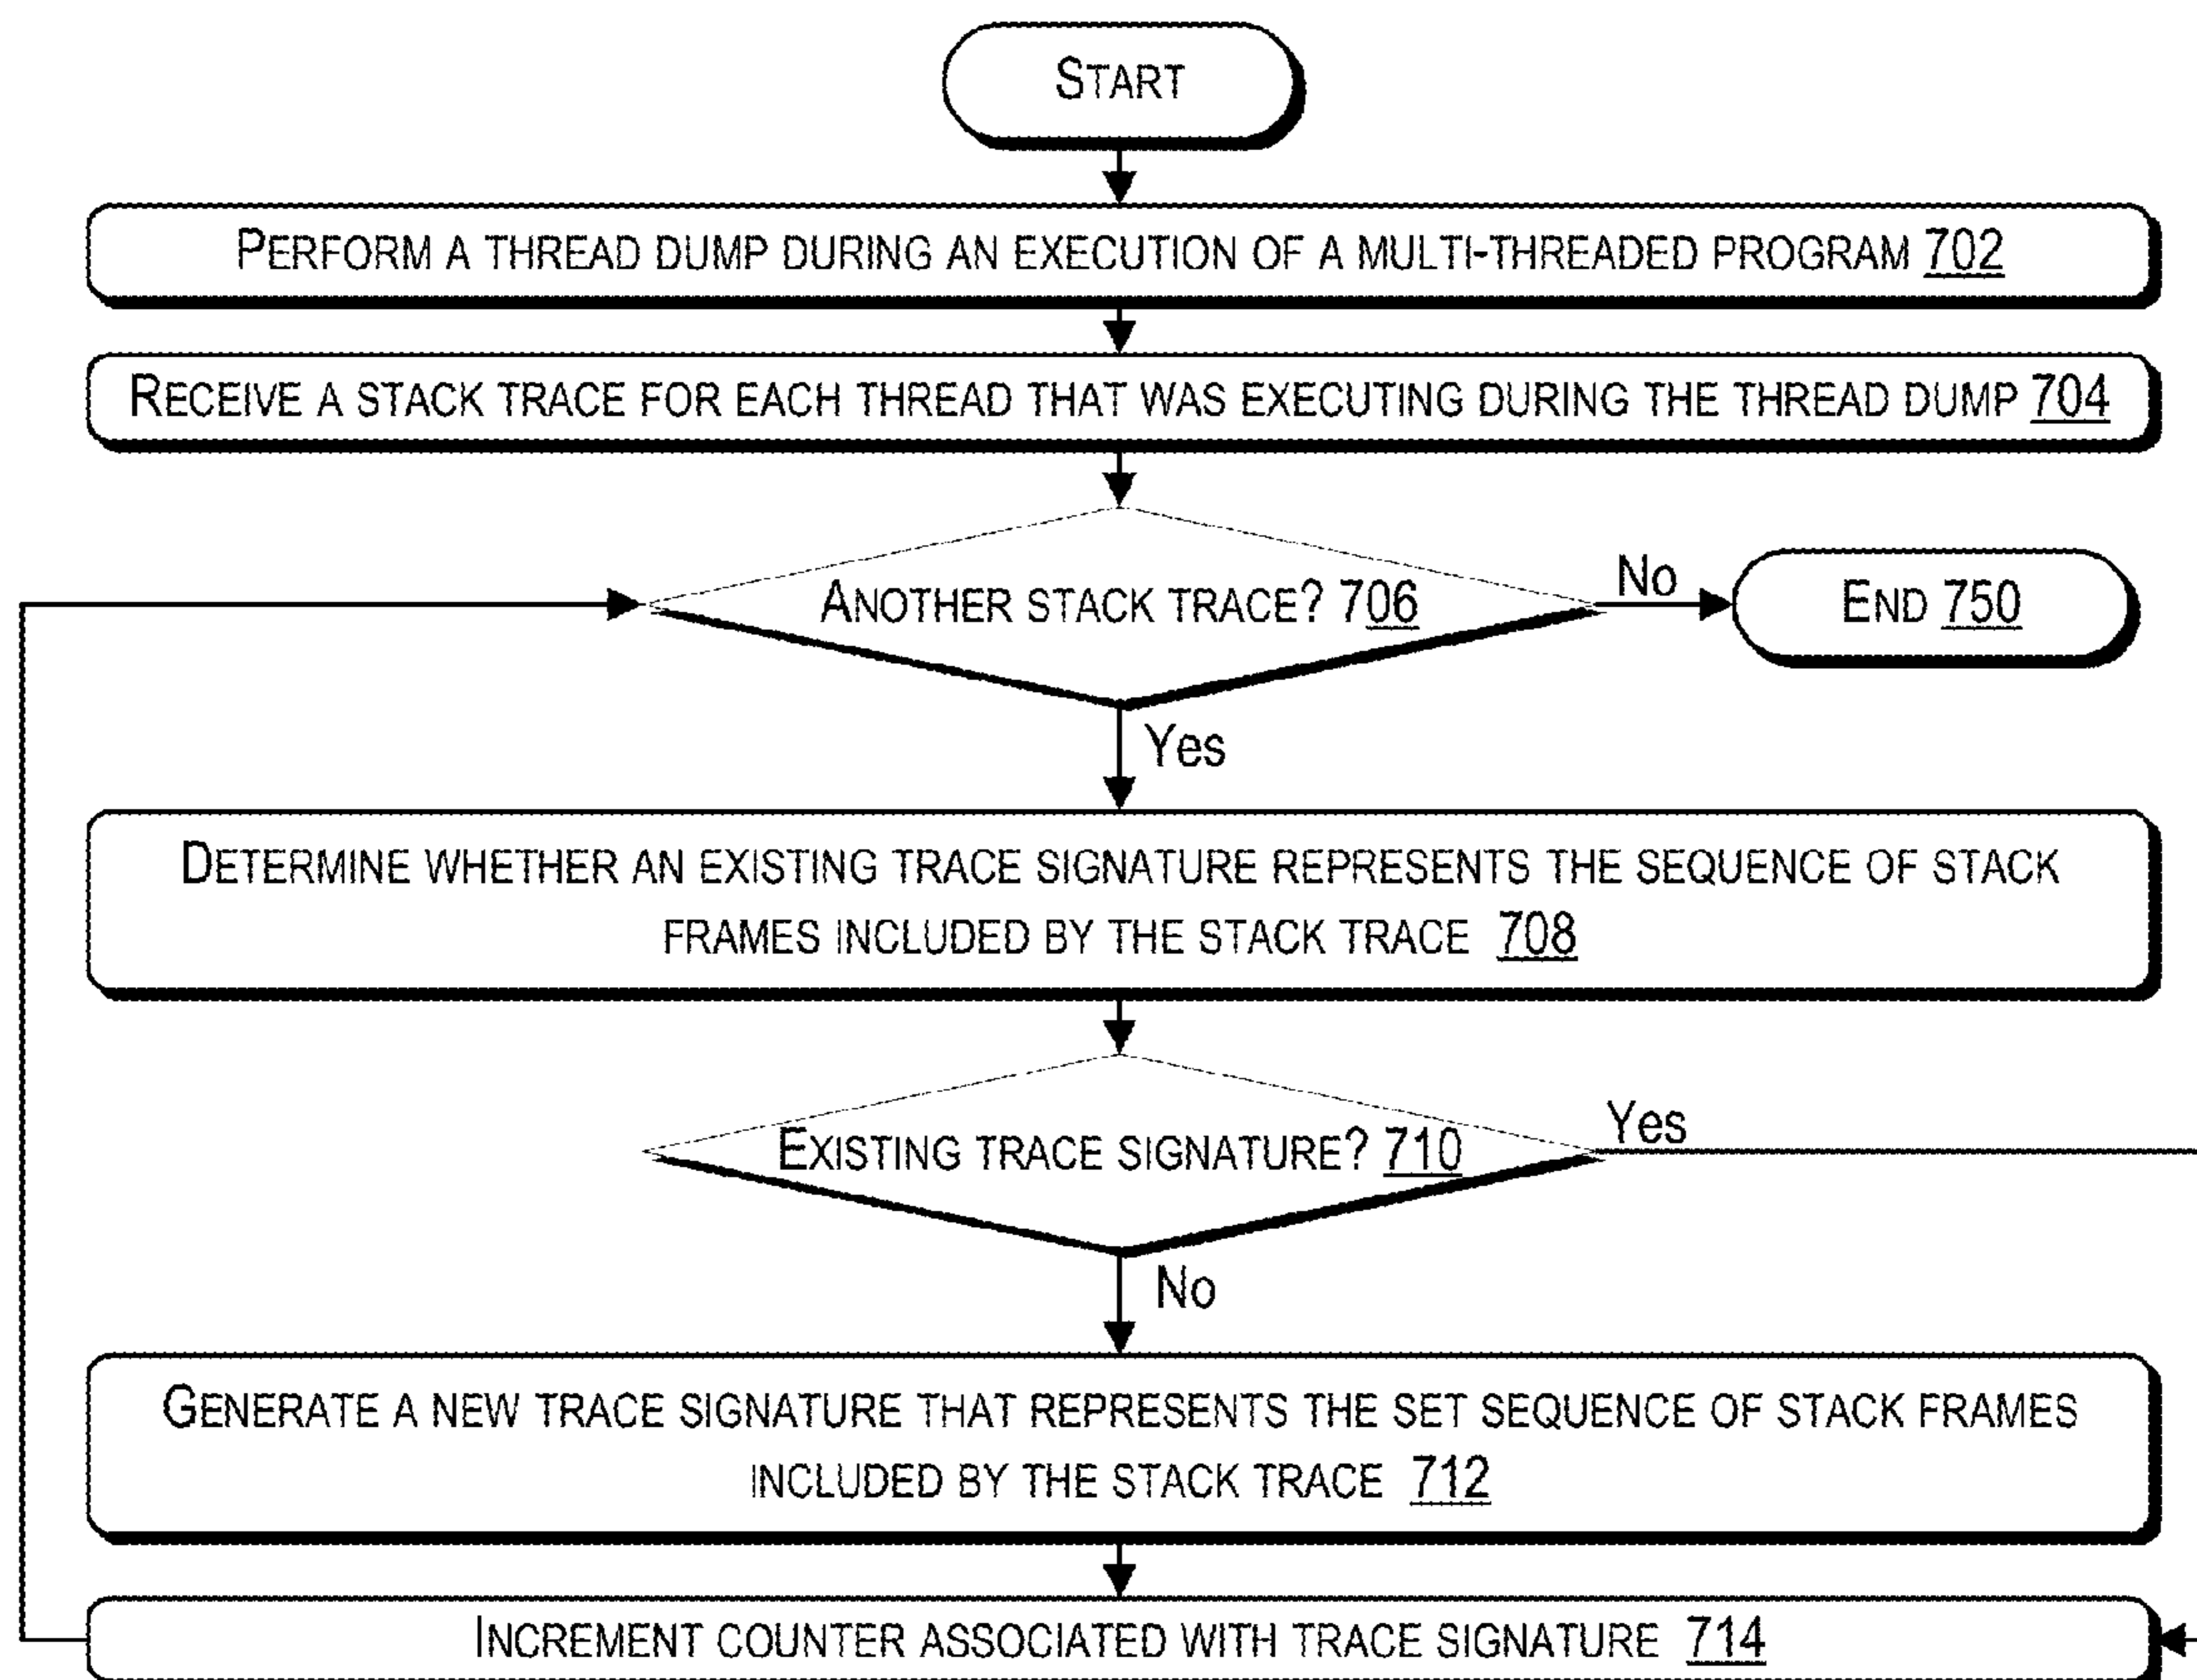 START
PERFORM A THREAD DUMP DURING AN EXECUTION OF A MULTI-THREADED PROGRAM 702
RECEIVE A STACK TRACE FOR EACH THREAD THAT WAS EXECUTING DURING THE THREAD DUMP 704
ANOTHER STACK TRACE? 706
No
END 750
Yes
DETERMINE WHETHER AN EXISTING TRACE SIGNATURE REPRESENTS THE SEQUENCE OF STACK
FRAMES INCLUDED BY THE STACK TRACE 708
EXISTING TRACE SIGNATURE? 710
Yes
No
GENERATE A NEW TRACE SIGNATURE THAT REPRESENTS THE SET SEQUENCE OF STACK FRAMES
INCLUDED BY THE STACK TRACE 712
INCREMENT COUNTER ASSOCIATED WITH TRACE SIGNATURE 714